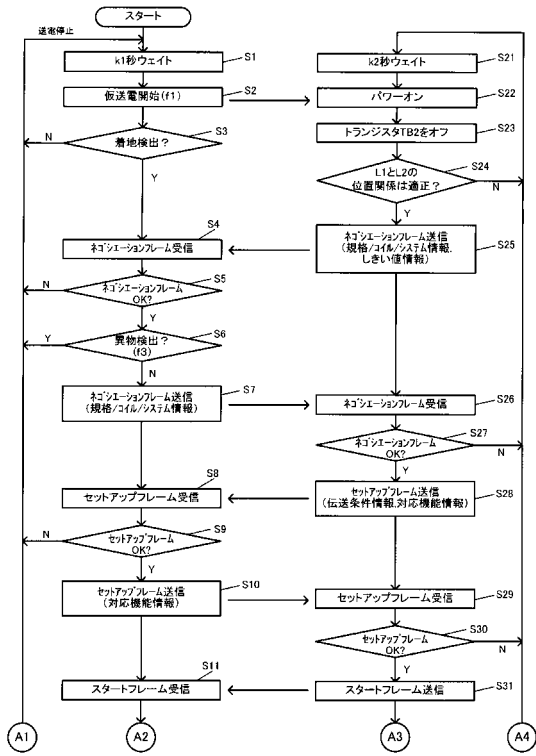 スタート
送電停止
k1秒ウェイト
S1
仮送電開始(f1)
S2
着地検出?
S3
N
Y
ネゴシエーションフレーム受信
S4
ネゴシエーションフレーム
OK?
S5
N
Y
異物検出?
(f3)
S6
Y
N
ネゴシエーションフレーム送信
(規格/コイル/システム情報)
S7
セットアップフレーム受信
S8
セットアップフレーム
OK?
S9
N
Y
セットアップフレーム送信
(対応機能情報)
S10
スタートフレーム受信
S11
A1
A2
k2秒ウェイト
S21
パワーオン
S22
トランジスタTB2をオフ
S23
L1とL2の
位置関係は適正?
S24
N
Y
ネゴシエーションフレーム送信
(規格/コイル/システム情報,
しきい値情報)
S25
ネゴシエーションフレーム受信
S26
ネゴシエーションフレーム
OK?
S27
N
Y
セットアップフレーム送信
(伝送条件情報,対応機能情報)
S28
セットアップフレーム受信
S29
セットアップフレーム
OK?
S30
N
Y
スタートフレーム送信
S31
A3
A4